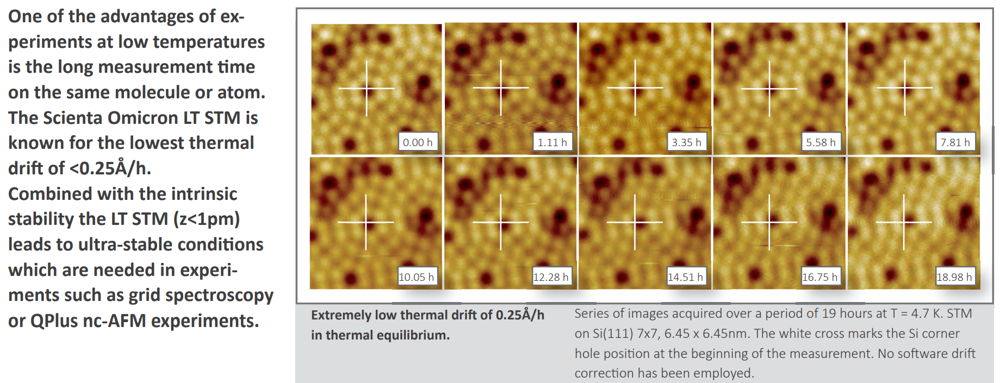 One of the advantages of ex-
periments at low temperatures
is the long measurement time
on the same molecule or atom.
The Scienta Omicron LT STM is
known for the lowest thermal
drift of <0.25Å/h.
Combined with the intrinsic
stability the LT STM (z<1pm)
leads to ultra-stable conditions
which are needed in experi-
ments such as grid spectroscopy
or QPlus nc-AFM experiments.
0.00 h
1.11 h
3.35 h
5.58 h
7.81 h
10.05 h
12.28 h
14.51 h
16.75 h
18.98 h
Extremely low thermal drift of 0.25Å/h
in thermal equilibrium.
Series of images acquired over a period of 19 hours at T = 4.7 K. STM
on Si(111) 7x7, 6.45 x 6.45nm. The white cross marks the Si corner
hole position at the beginning of the measurement. No software drift
correction has been employed.